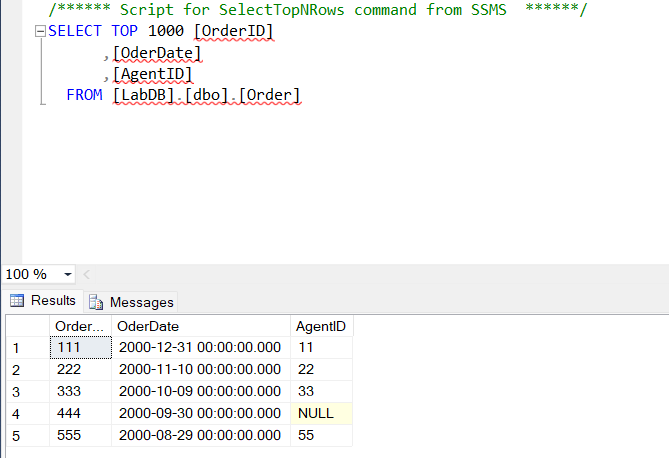 /****** Script for SelectTopNRows command from SSMS  ******/
SELECT TOP 1000 [OrderID]
,[OderDate]
,[AgentID]
FROM [LabDB].[dbo].[Order]
100 %
Results Messages
Order... OderDate AgentID
1 111 2000-12-31 00:00:00.000 11
2 222 2000-11-10 00:00:00.000 22
3 333 2000-10-09 00:00:00.000 33
4 444 2000-09-30 00:00:00.000 NULL
5 555 2000-08-29 00:00:00.000 55